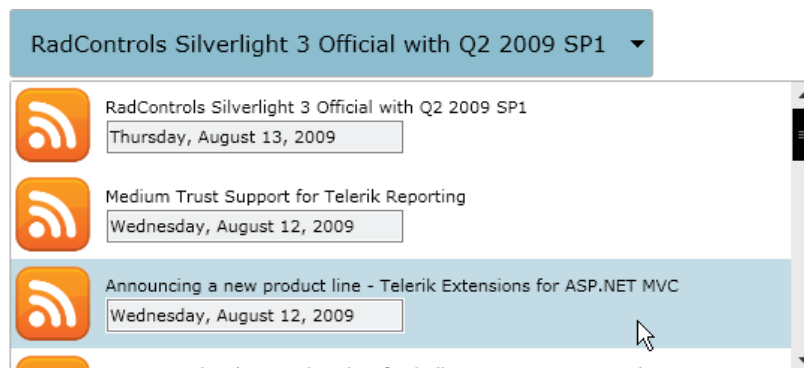 RadControls Silverlight 3 Official with Q2 2009 SP1
RadControls Silverlight 3 Official with Q2 2009 SP1
Thursday, August 13, 2009
Medium Trust Support for Telerik Reporting
Wednesday, August 12, 2009
Announcing a new product line - Telerik Extensions for ASP.NET MVC
Wednesday, August 12, 2009